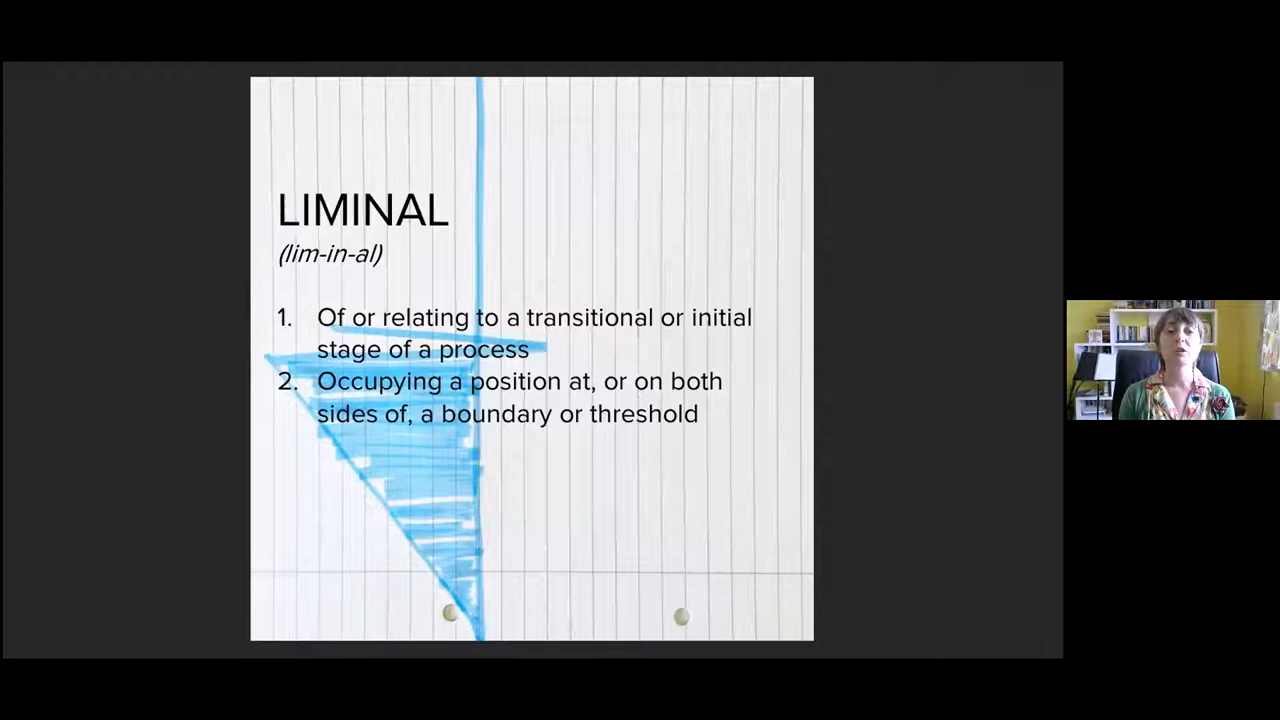 LIMINAL
(lim-in-al)
1. Of or relating to a transitional or initial
stage of a process
2. Occupying a position at, or on both
sides of, a boundary or threshold